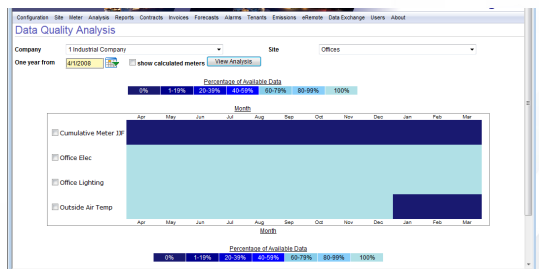 Configuration Site Meter Analysis Reports Contracts Invoices Forecasts Alarms Tenants Emissions eRemote Data Exchange Users About
Data Quality Analysis
Company 1 Industrial Company Site Offices
One year from 4/1/2008 show calculated meters View Analysis
Percentage of Available Data
0% 1-19% 20-39% 40-59% 60-79% 80-99% 100%
Month
Apr May Jun Jul Aug Sep Oct Nov Dec Jan Feb Mar
Cumulative Meter JJF
Office Elec
Office Lighting
Outside Air Temp
Apr May Jun Jul Aug Sep Oct Nov Dec Jan Feb Mar
Month
Percentage of Available Data
0% 1-19% 20-39% 40-59% 60-79% 80-99% 100%